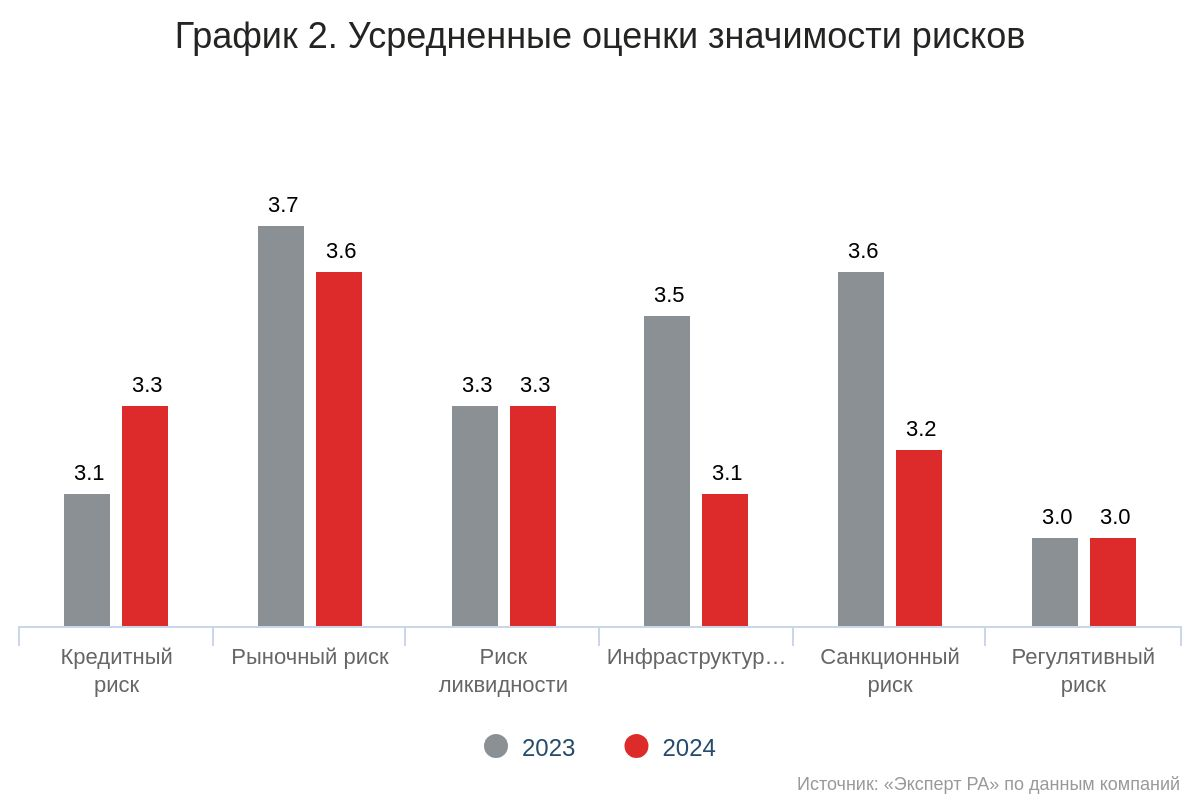 График 2. Усредненные оценки значимости рисков
3.7
3.6
3.6
3.5
3.3
3.3
3.3
3.2
3.1
3.1
3.0
3.0
Кредитный
риск
Рыночный риск
Риск
ликвидности
Инфраструктур…
Санкционный
риск
Регулятивный
риск
2023
2024
Источник: «Эксперт РА» по данным компаний